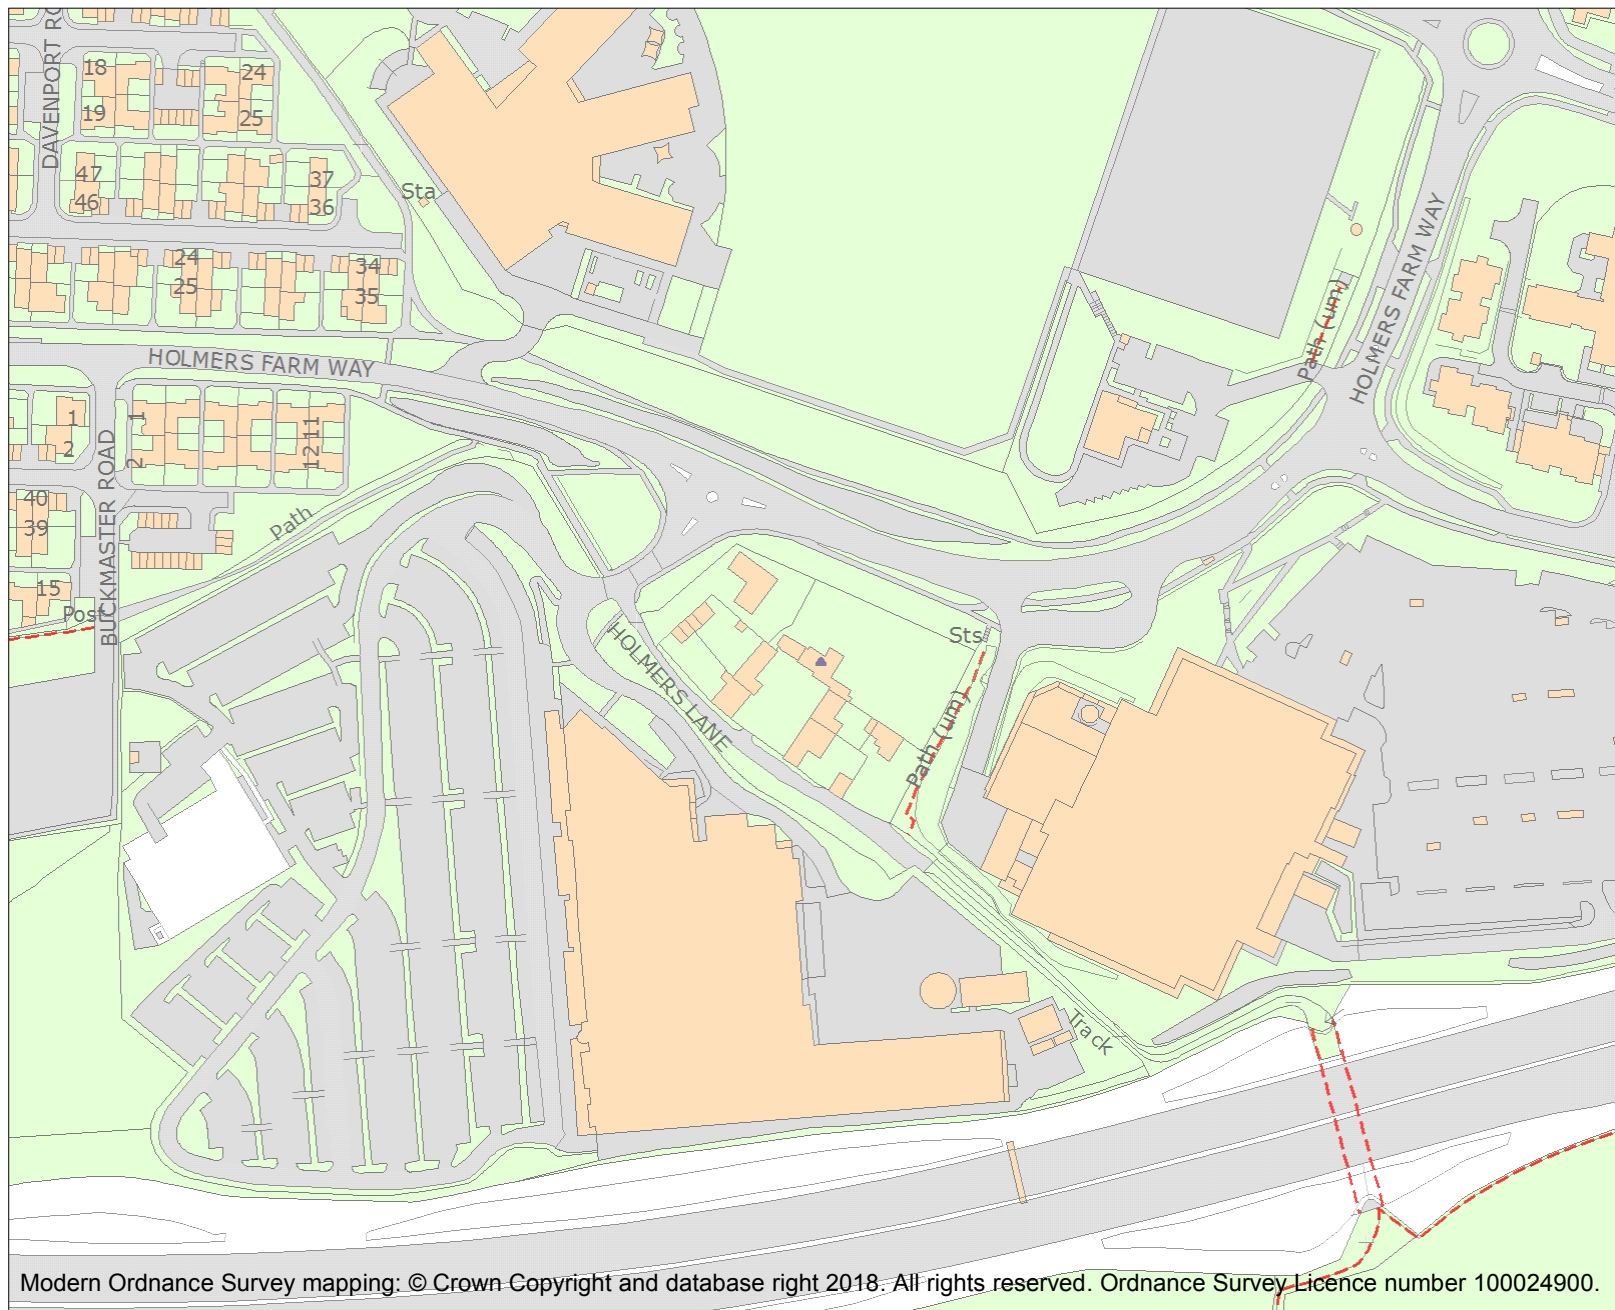 DAVENPORT RO
18
24
19
25
47
37
46
36
Sta
24
34
25
35
HOLMERS FARM WAY
HOLMERS FARM WAY
Path (um)
1
2
1
2
11
12
BUCKMASTER ROAD
40
39
Path
15
Post
HOLMERS LANE
Sts
Path (um)
Track
Modern Ordnance Survey mapping: © Crown Copyright and database right 2018. All rights reserved. Ordnance Survey Licence number 100024900.